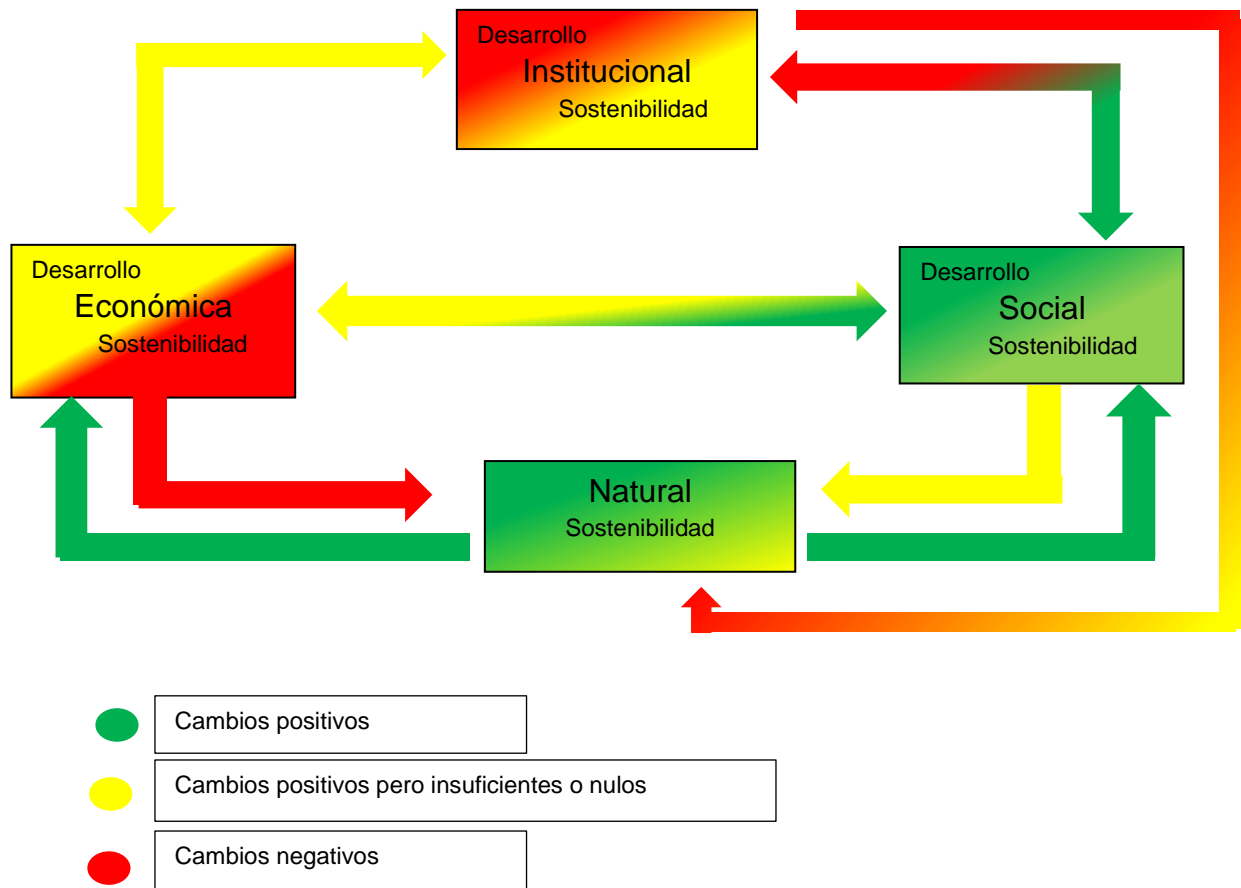 Desarrollo
Institucional
Sostenibilidad
Desarrollo
Económica
Sostenibilidad
Desarrollo
Social
Sostenibilidad
Natural
Sostenibilidad
Cambios positivos
Cambios positivos pero insuficientes o nulos
Cambios negativos